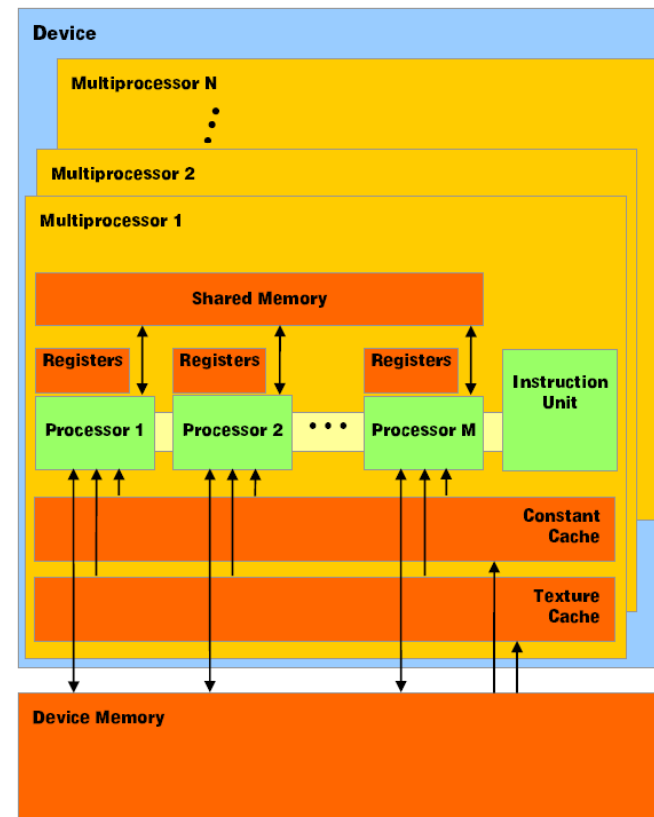 Device
Multiprocessor N
Multiprocessor 2
Multiprocessor 1
Shared Memory
Registers
Registers
Registers
Instruction
Unit
Processor 1
Processor 2
• • •
Processor M
Constant
Cache
Texture
Cache
Device Memory